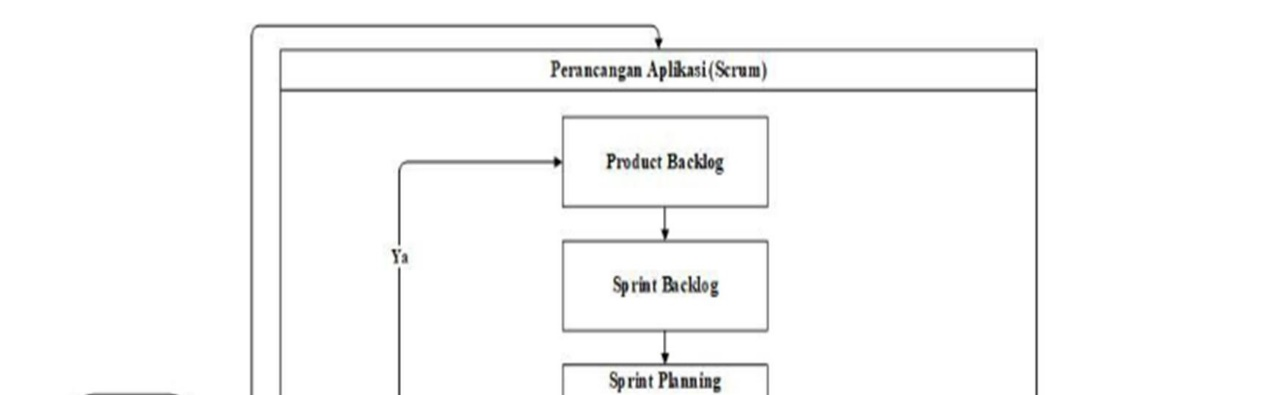 Perancangan Aplikasi (Scrum)
Product Backlog
Ya
Sprint Backlog
Sprint Planning